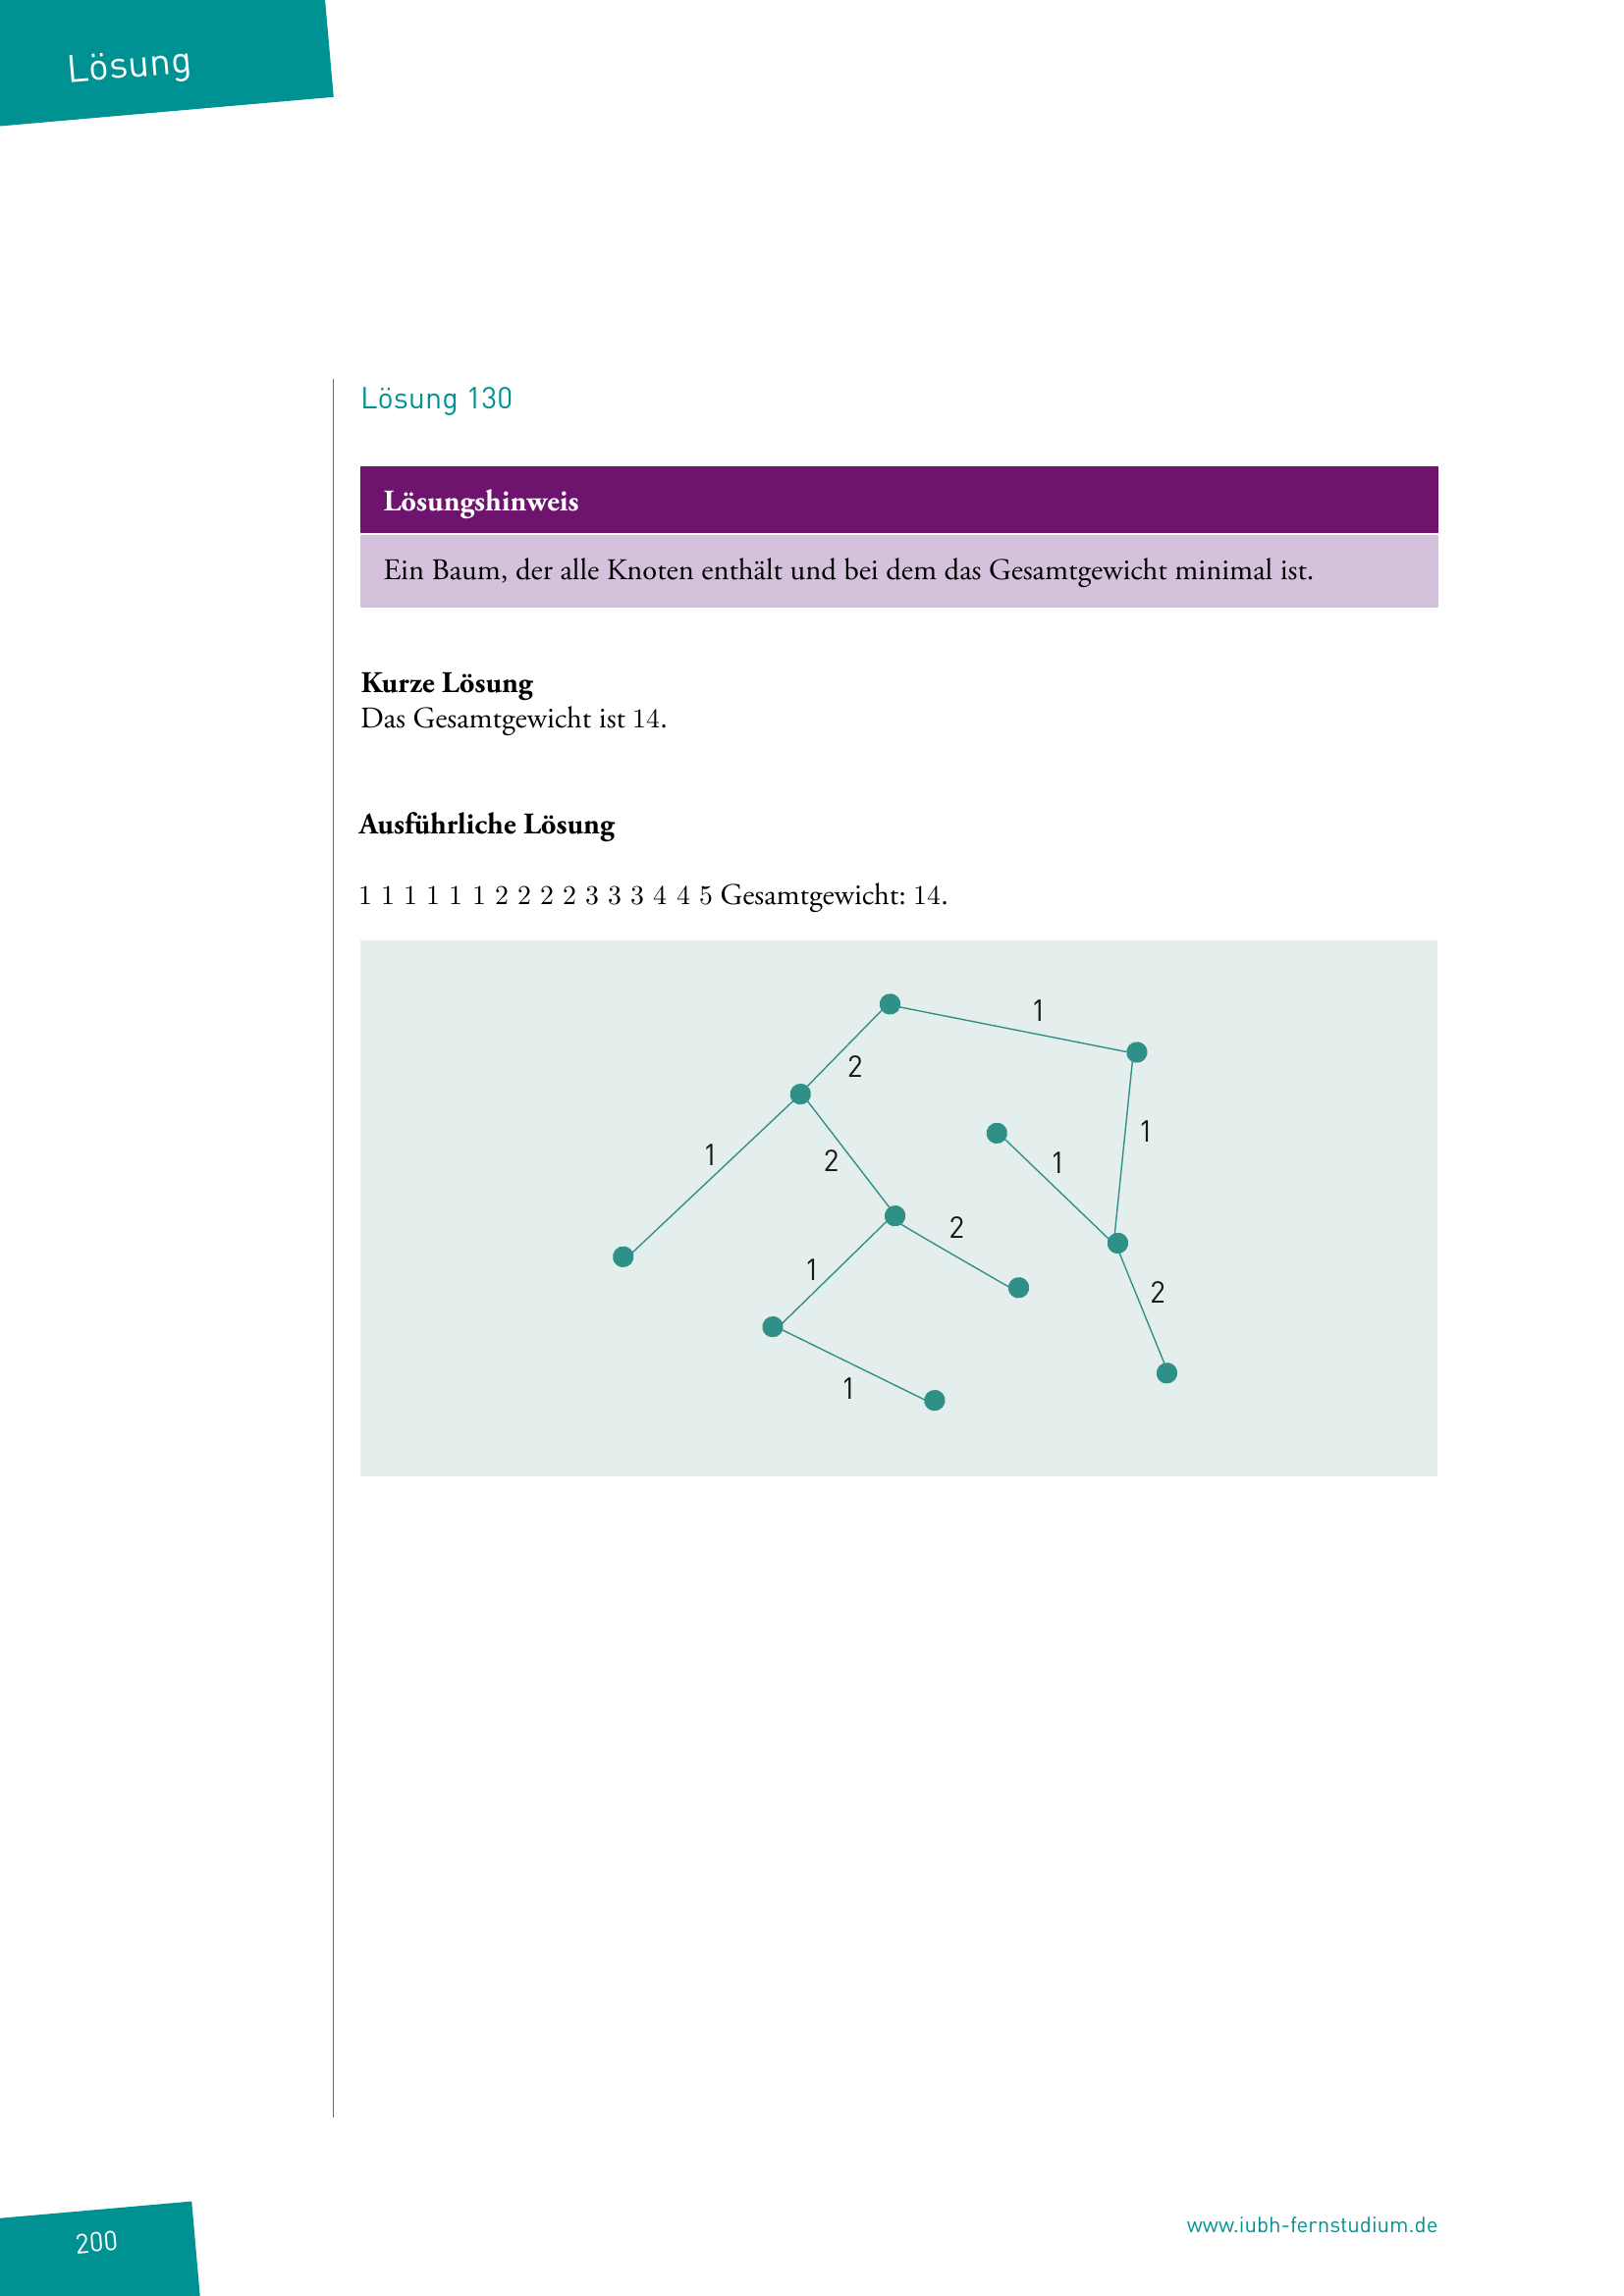 Lösung
Lösung 130
Lösungshinweis
Ein Baum, der alle Knoten enthält und bei dem das Gesamtgewicht minimal ist.
Kurze Lösung
Das Gesamtgewicht ist 14.
Ausführliche Lösung
1 1 1 1 1 1 2 2 2 2 3 3 3 4 4 5 Gesamtgewicht: 14.
1
2
1
1
1
2
2
1
2
1
200
www.iubh-fernstudium.de